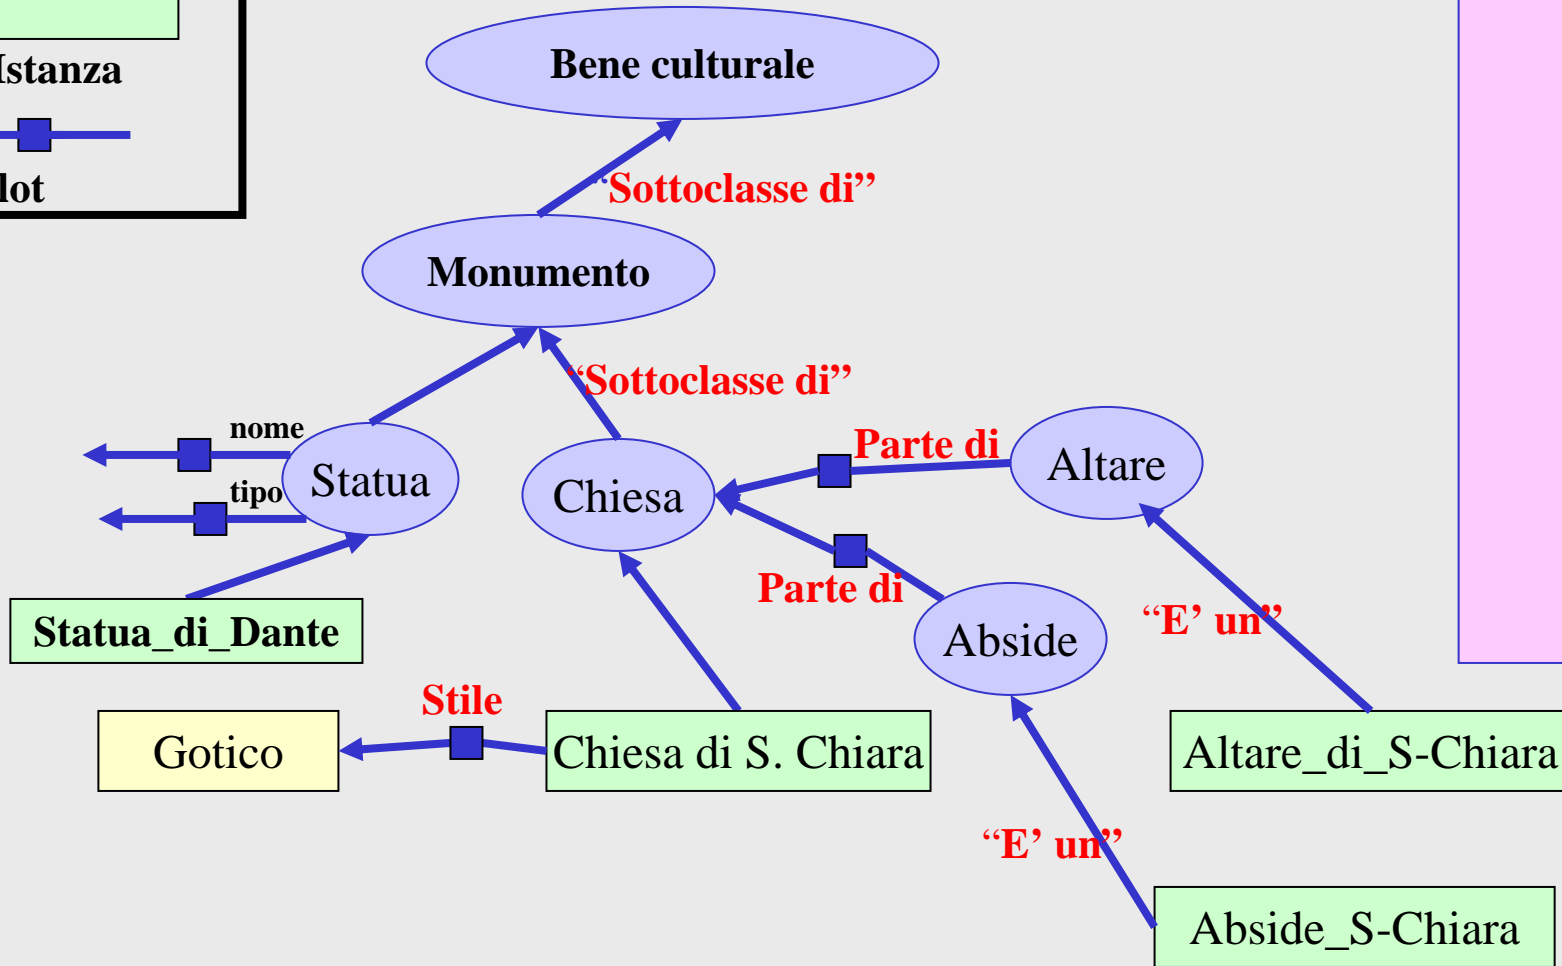 Bene culturale
Istanza
“Sottoclasse di”
lot
Monumento
“Sottoclasse di”
nome
Parte di
Altare
Statua
Chiesa
tipo
Parte di
“E’ un”
Statua_di_Dante
Abside
Stile
Gotico
Chiesa di S. Chiara
Altare_di_S-Chiara
“E’ un”
Abside_S-Chiara